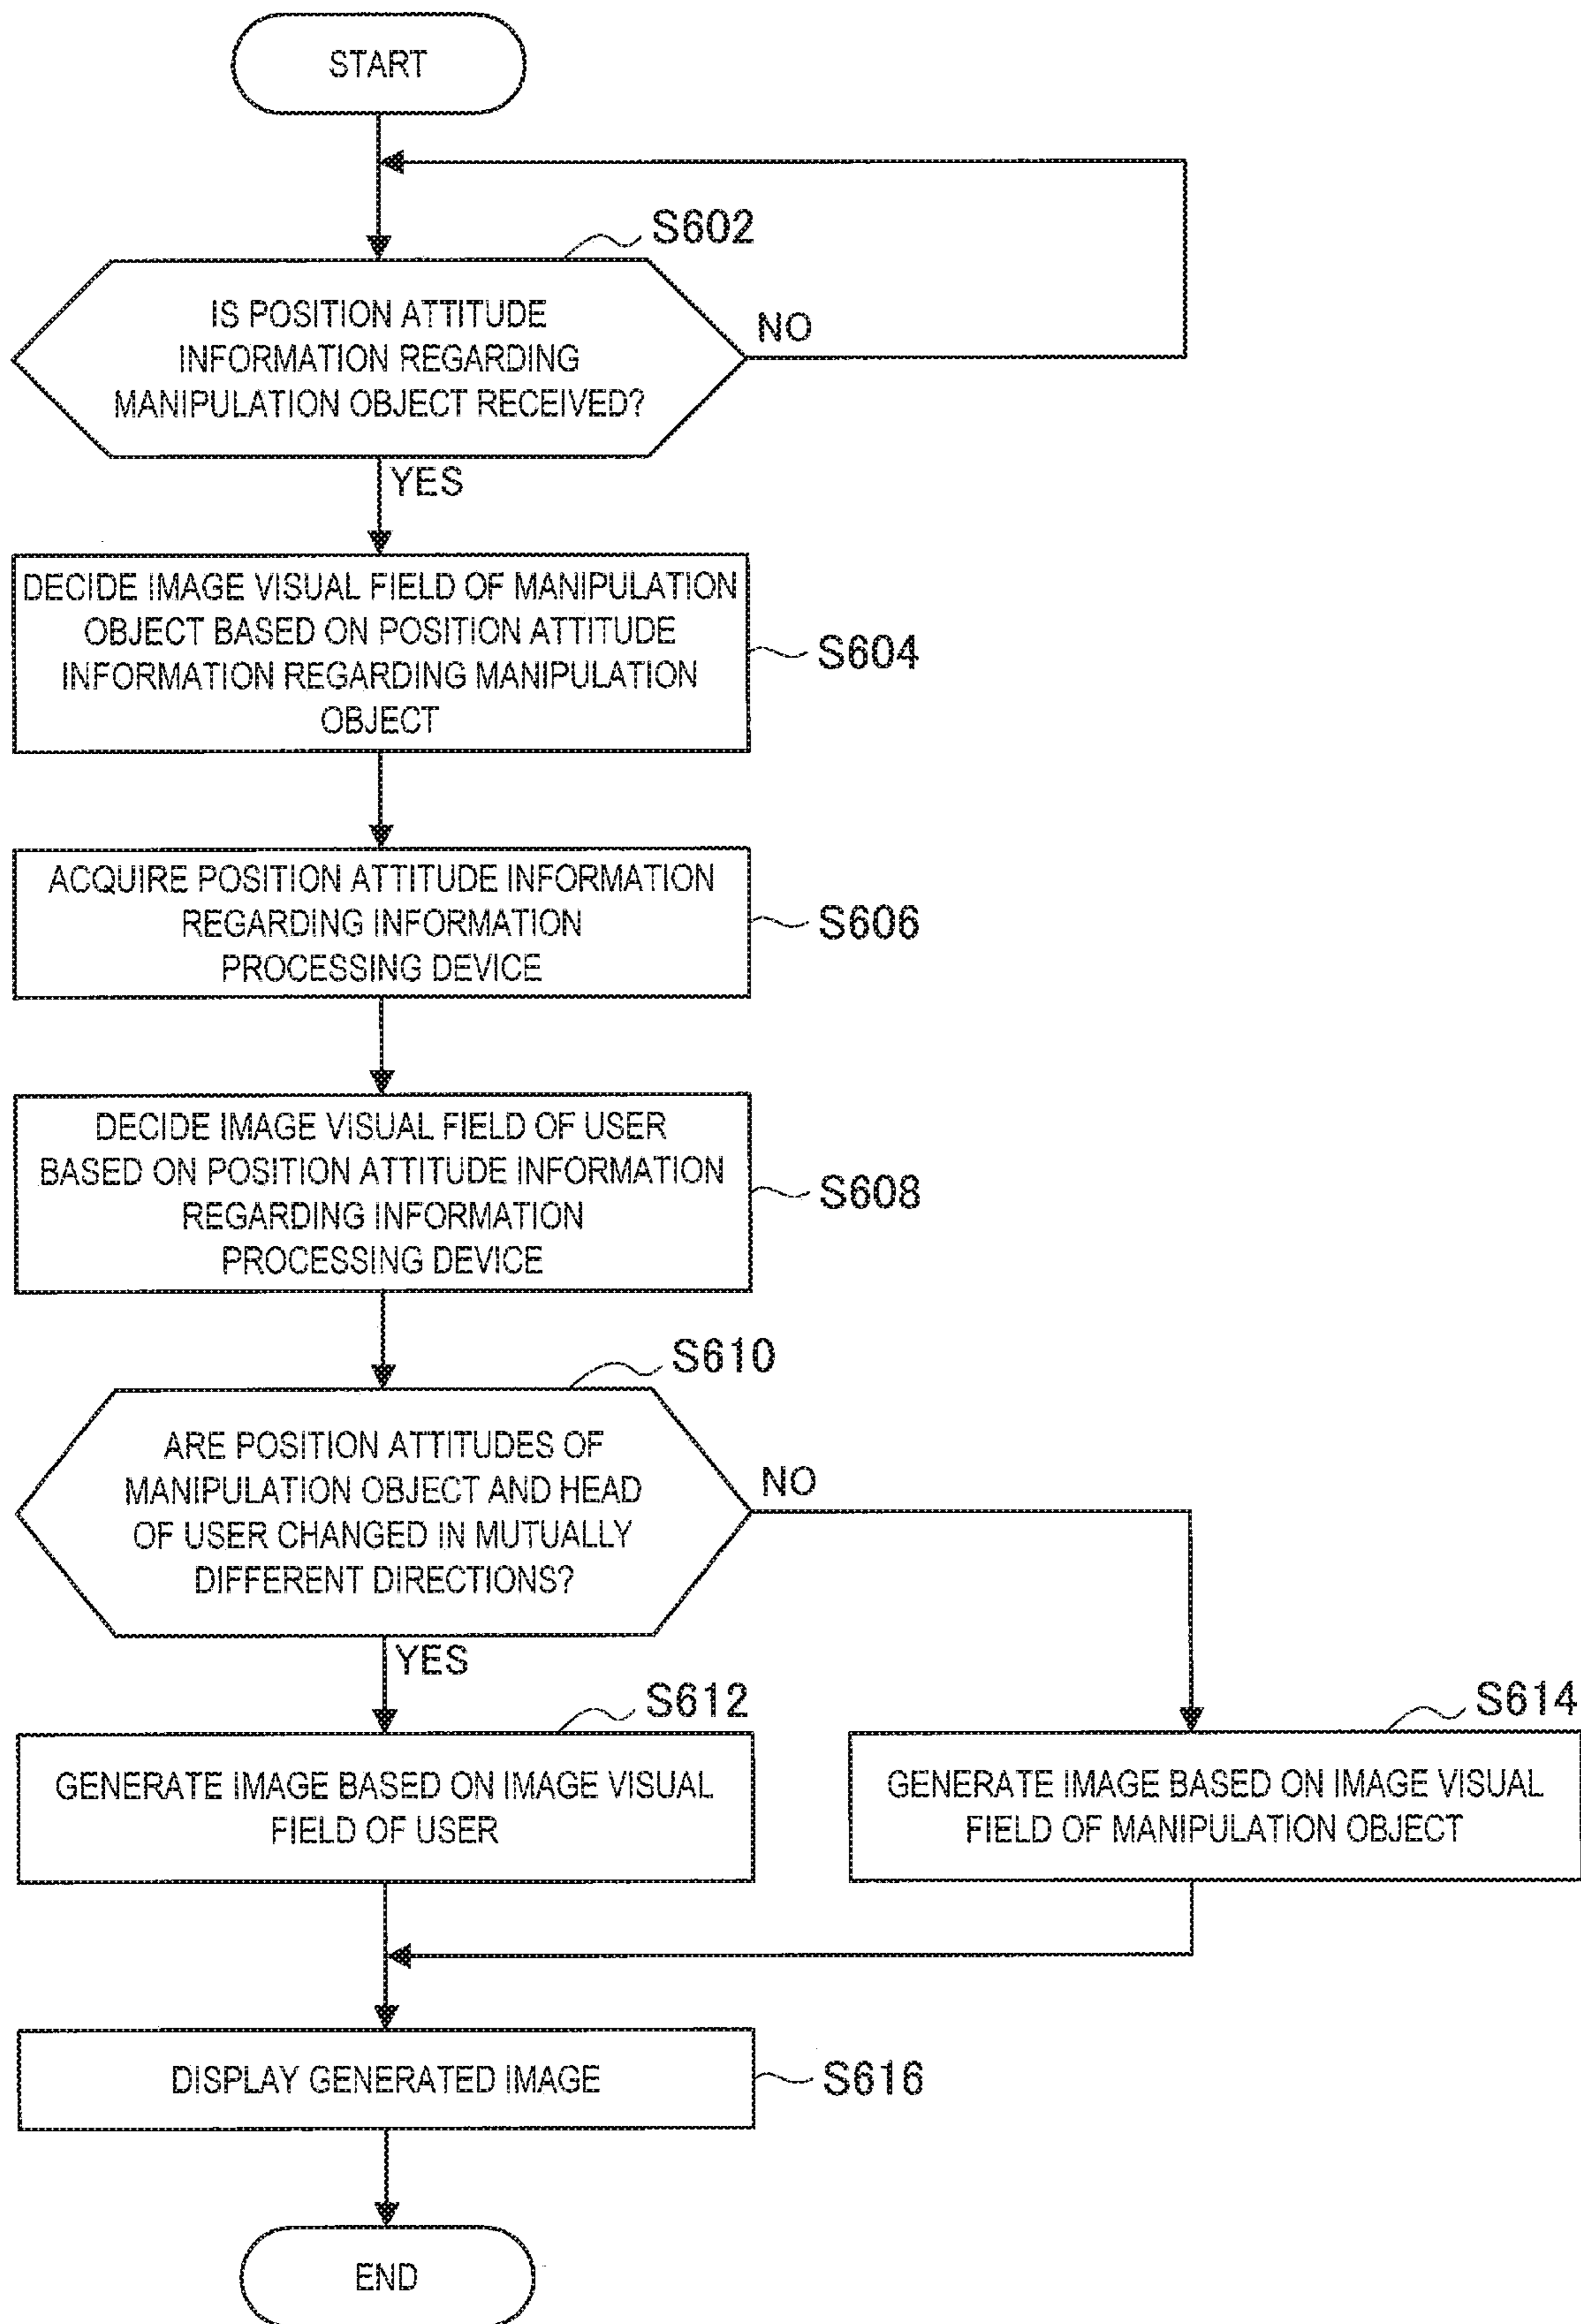 START
S602
IS POSITION ATTITUDE
INFORMATION REGARDING
MANIPULATION OBJECT RECEIVED?
NO
YES
DECIDE IMAGE VISUAL FIELD OF MANIPULATION
OBJECT BASED ON POSITION ATTITUDE
INFORMATION REGARDING MANIPULATION
OBJECT
S604
ACQUIRE POSITION ATTITUDE INFORMATION
REGARDING INFORMATION
PROCESSING DEVICE
S606
DECIDE IMAGE VISUAL FIELD OF USER
BASED ON POSITION ATTITUDE INFORMATION
REGARDING INFORMATION
PROCESSING DEVICE
S608
S610
ARE POSITION ATTITUDES OF
MANIPULATION OBJECT AND HEAD
OF USER CHANGED IN MUTUALLY
DIFFERENT DIRECTIONS?
NO
YES
S612
GENERATE IMAGE BASED ON IMAGE VISUAL
FIELD OF USER
S614
GENERATE IMAGE BASED ON IMAGE VISUAL
FIELD OF MANIPULATION OBJECT
DISPLAY GENERATED IMAGE
S616
END